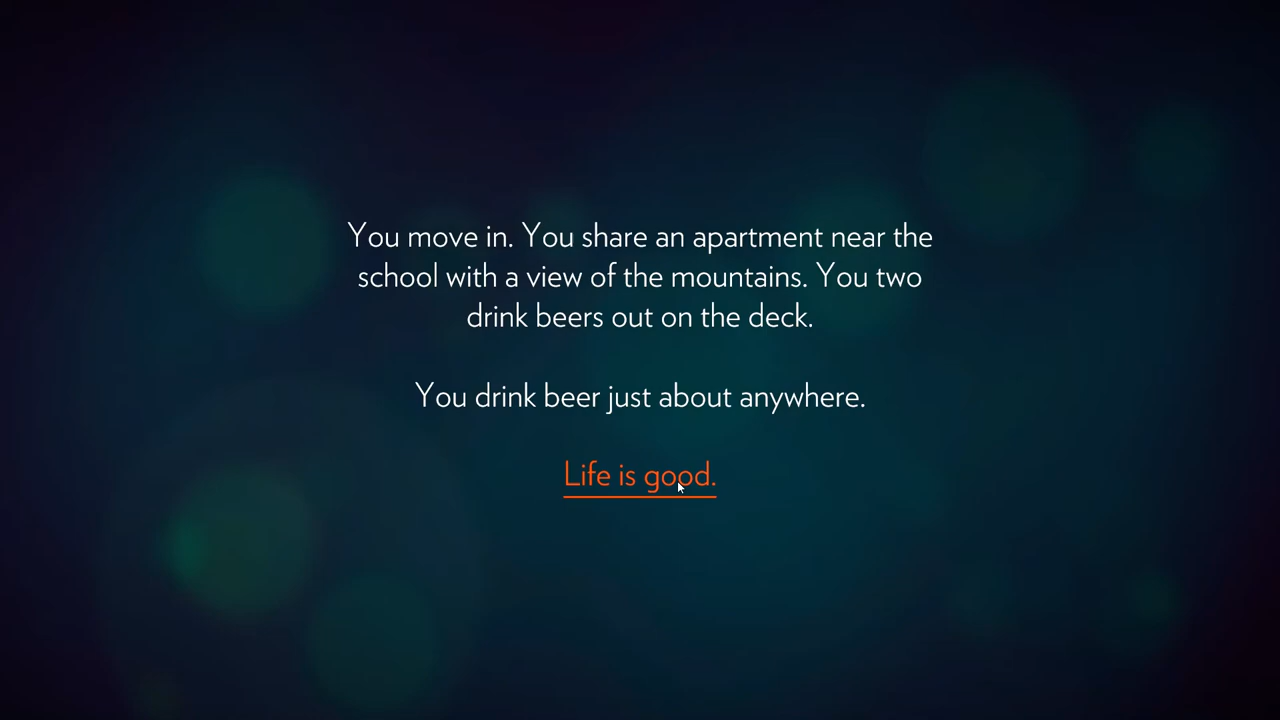 You move in. You share an apartment near the
school with a view of the mountains. You two
drink beers out on the deck.
You drink beer just about anywhere.
Life is good.